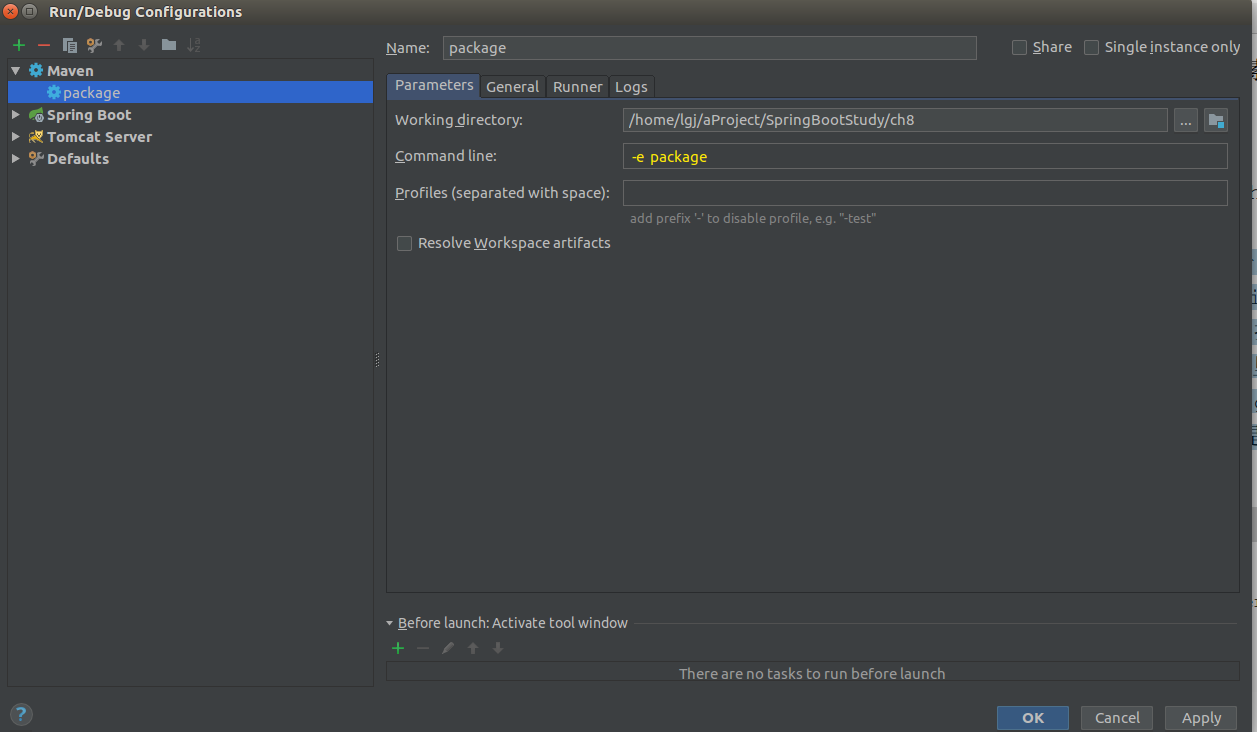 Run/Debug Configurations
Name: package Share Single instance only
Maven
package
Spring Boot
Tomcat Server
Defaults
Parameters General Runner Logs
Working directory: /home/lgj/aProject/SpringBootStudy/ch8 ...
Command line: -e package
Profiles (separated with space):
add prefix '-' to disable profile, e.g. "-test"
Resolve Workspace artifacts
Before launch: Activate tool window
There are no tasks to run before launch
? OK Cancel Apply